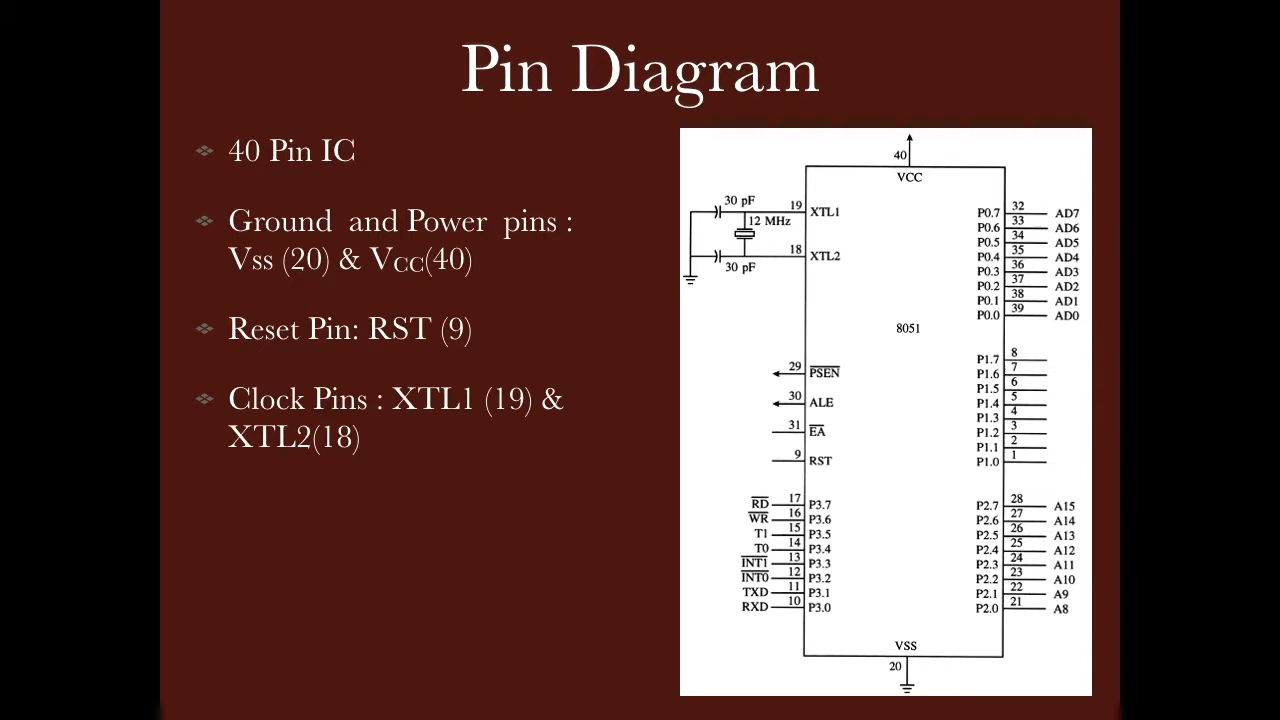 Pin Diagram
40 Pin IC
Ground and Power pins :
Vss (20) & VCC(40)
Reset Pin: RST (9)
Clock Pins : XTL1 (19) &
XTL2(18)
40
VCC
30 pF
19 XTL1
12 MHz
18 XTL2
30 pF
P0.7 32 AD7
P0.6 33 AD6
P0.5 34 AD5
P0.4 35 AD4
P0.3 36 AD3
P0.2 37 AD2
P0.1 38 AD1
P0.0 39 AD0
8051
29 PSEN
30 ALE
31 EA
9 RST
P1.7 8
P1.6 7
P1.5 6
P1.4 5
P1.3 4
P1.2 3
P1.1 2
P1.0 1
RD 17 P3.7
WR 16 P3.6
T1 15 P3.5
T0 14 P3.4
INT1 13 P3.3
INT0 12 P3.2
TXD 11 P3.1
RXD 10 P3.0
P2.7 28 A15
P2.6 27 A14
P2.5 26 A13
P2.4 25 A12
P2.3 24 A11
P2.2 23 A10
P2.1 22 A9
P2.0 21 A8
VSS
20